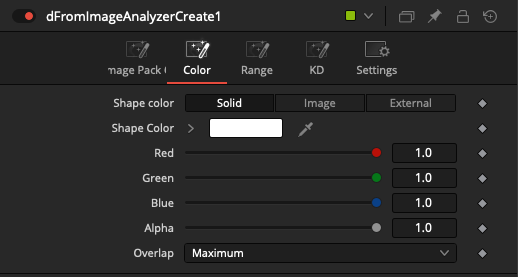 dFromImageAnalyzerCreate1
mage Pack
Color
Range
KD
Settings
Shape color Solid Image External
Shape Color
Red 1.0
Green 1.0
Blue 1.0
Alpha 1.0
Overlap Maximum